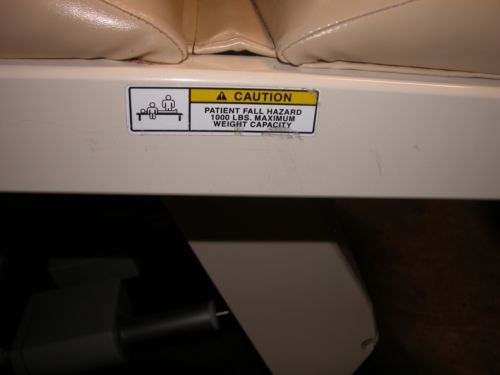 CAUTION
PATIENT FALL HAZARD
1000 LBS. MAXIMUM
WEIGHT CAPACITY